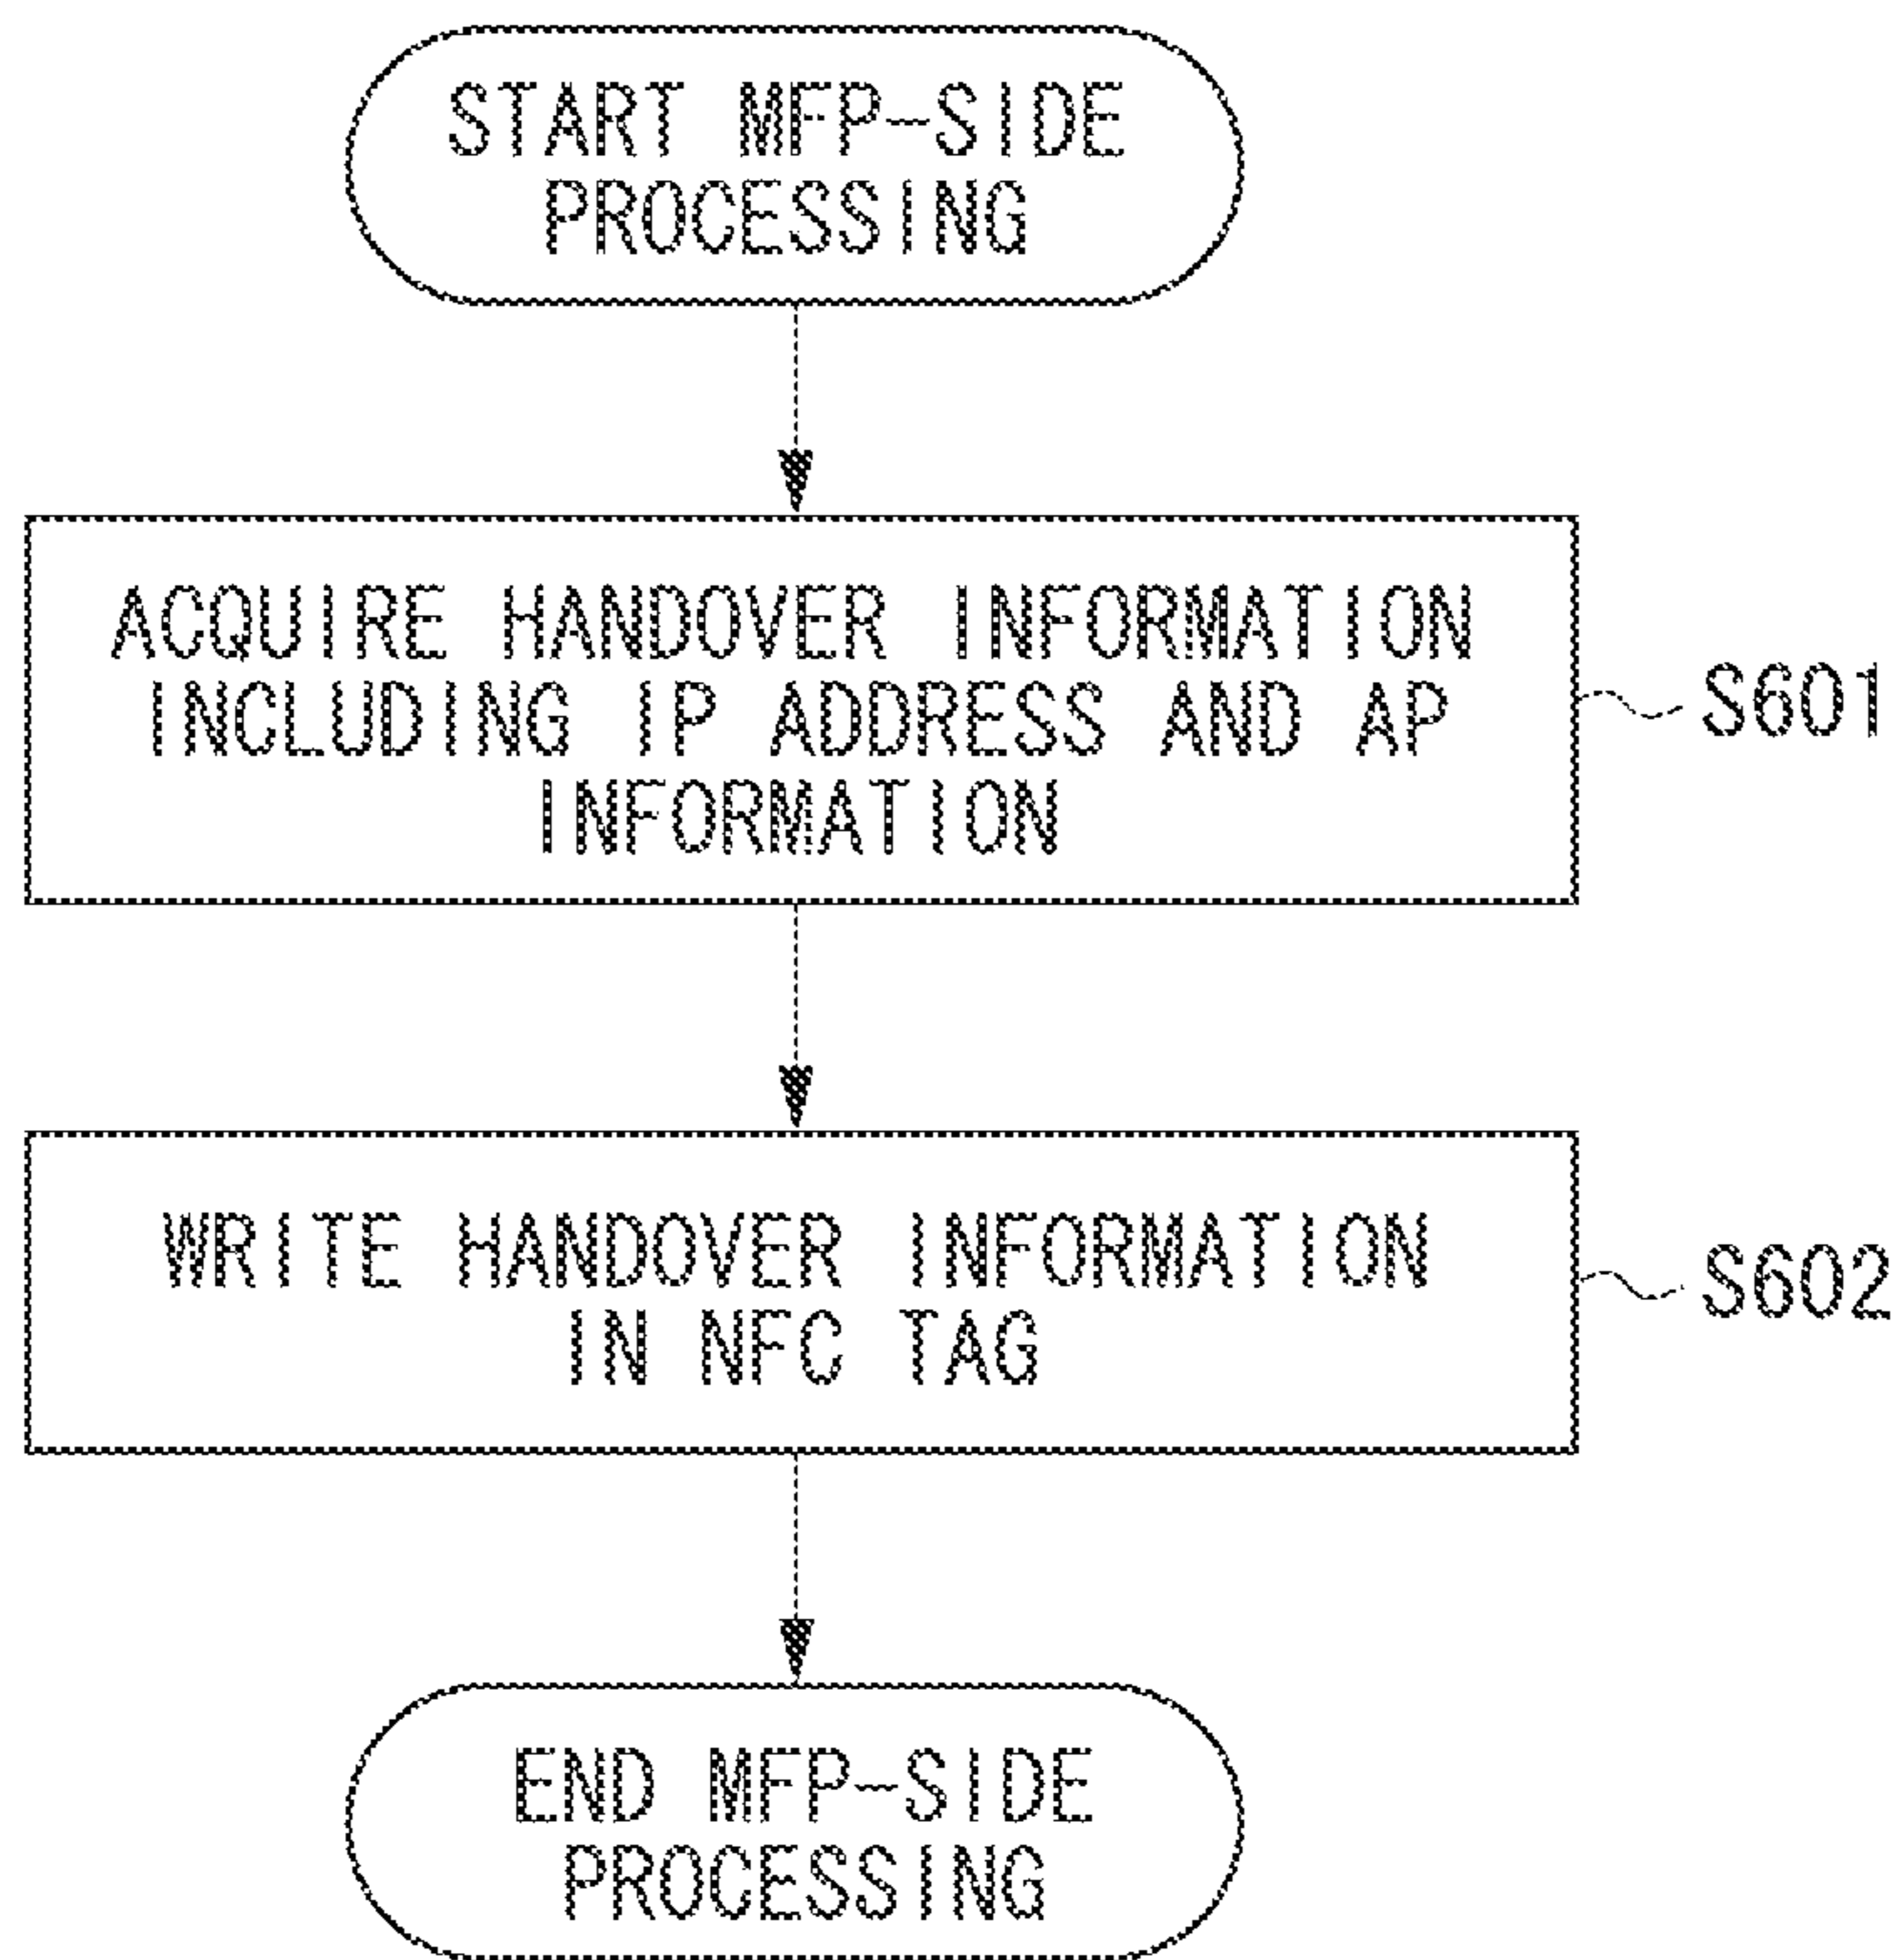 START MFP-SIDE
PROCESSING
ACQUIRE HANDOVER INFORMATION
INCLUDING IP ADDRESS AND AP
INFORMATION
S601
WRITE HANDOVER INFORMATION
IN NFC TAG
S602
END MFP-SIDE
PROCESSING